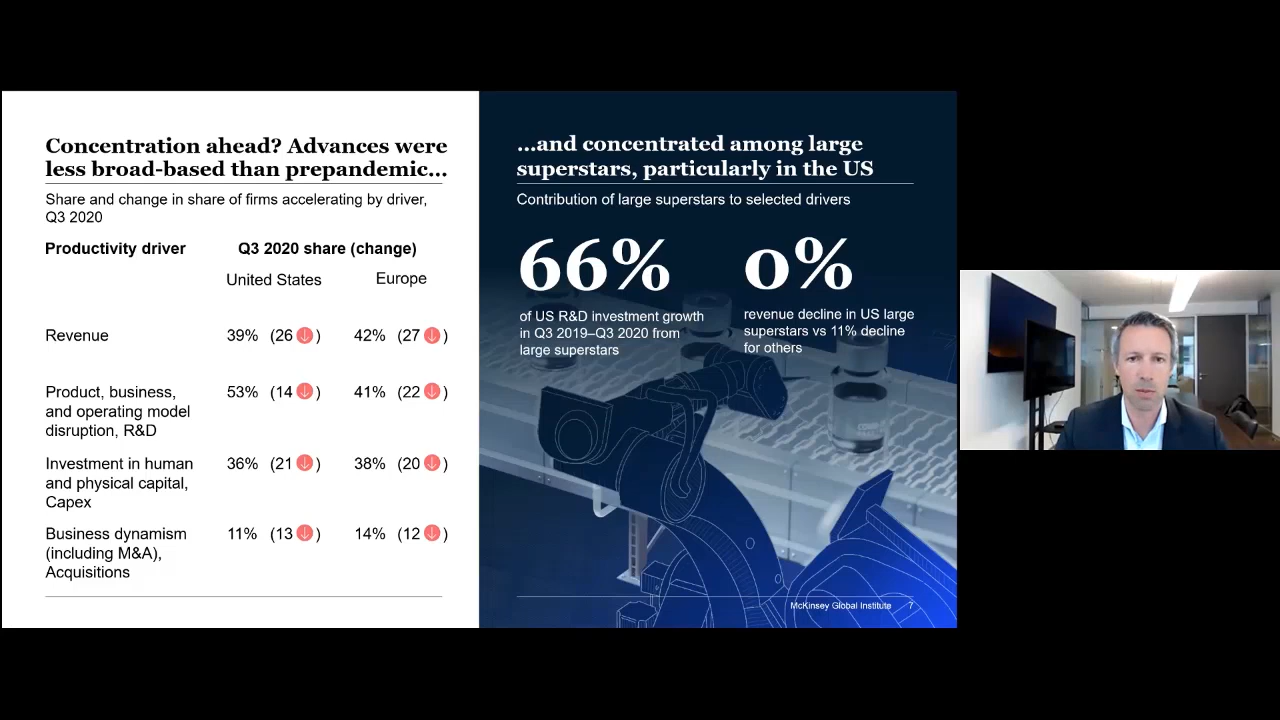 Concentration ahead? Advances were
less broad-based than prepandemic...
Share and change in share of firms accelerating by driver,
Q3 2020
Productivity driver Q3 2020 share (change)
United States Europe
Revenue 39% (26 ↓) 42% (27 ↓)
Product, business, 53% (14 ↓) 41% (22 ↓)
and operating model
disruption, R&D
Investment in human 36% (21 ↓) 38% (20 ↓)
and physical capital,
Capex
Business dynamism 11% (13 ↓) 14% (12 ↓)
(including M&A),
Acquisitions
...and concentrated among large
superstars, particularly in the US
Contribution of large superstars to selected drivers
66%
of US R&D investment growth
in Q3 2019–Q3 2020 from
large superstars
0%
revenue decline in US large
superstars vs 11% decline
for others
McKinsey Global Institute 7